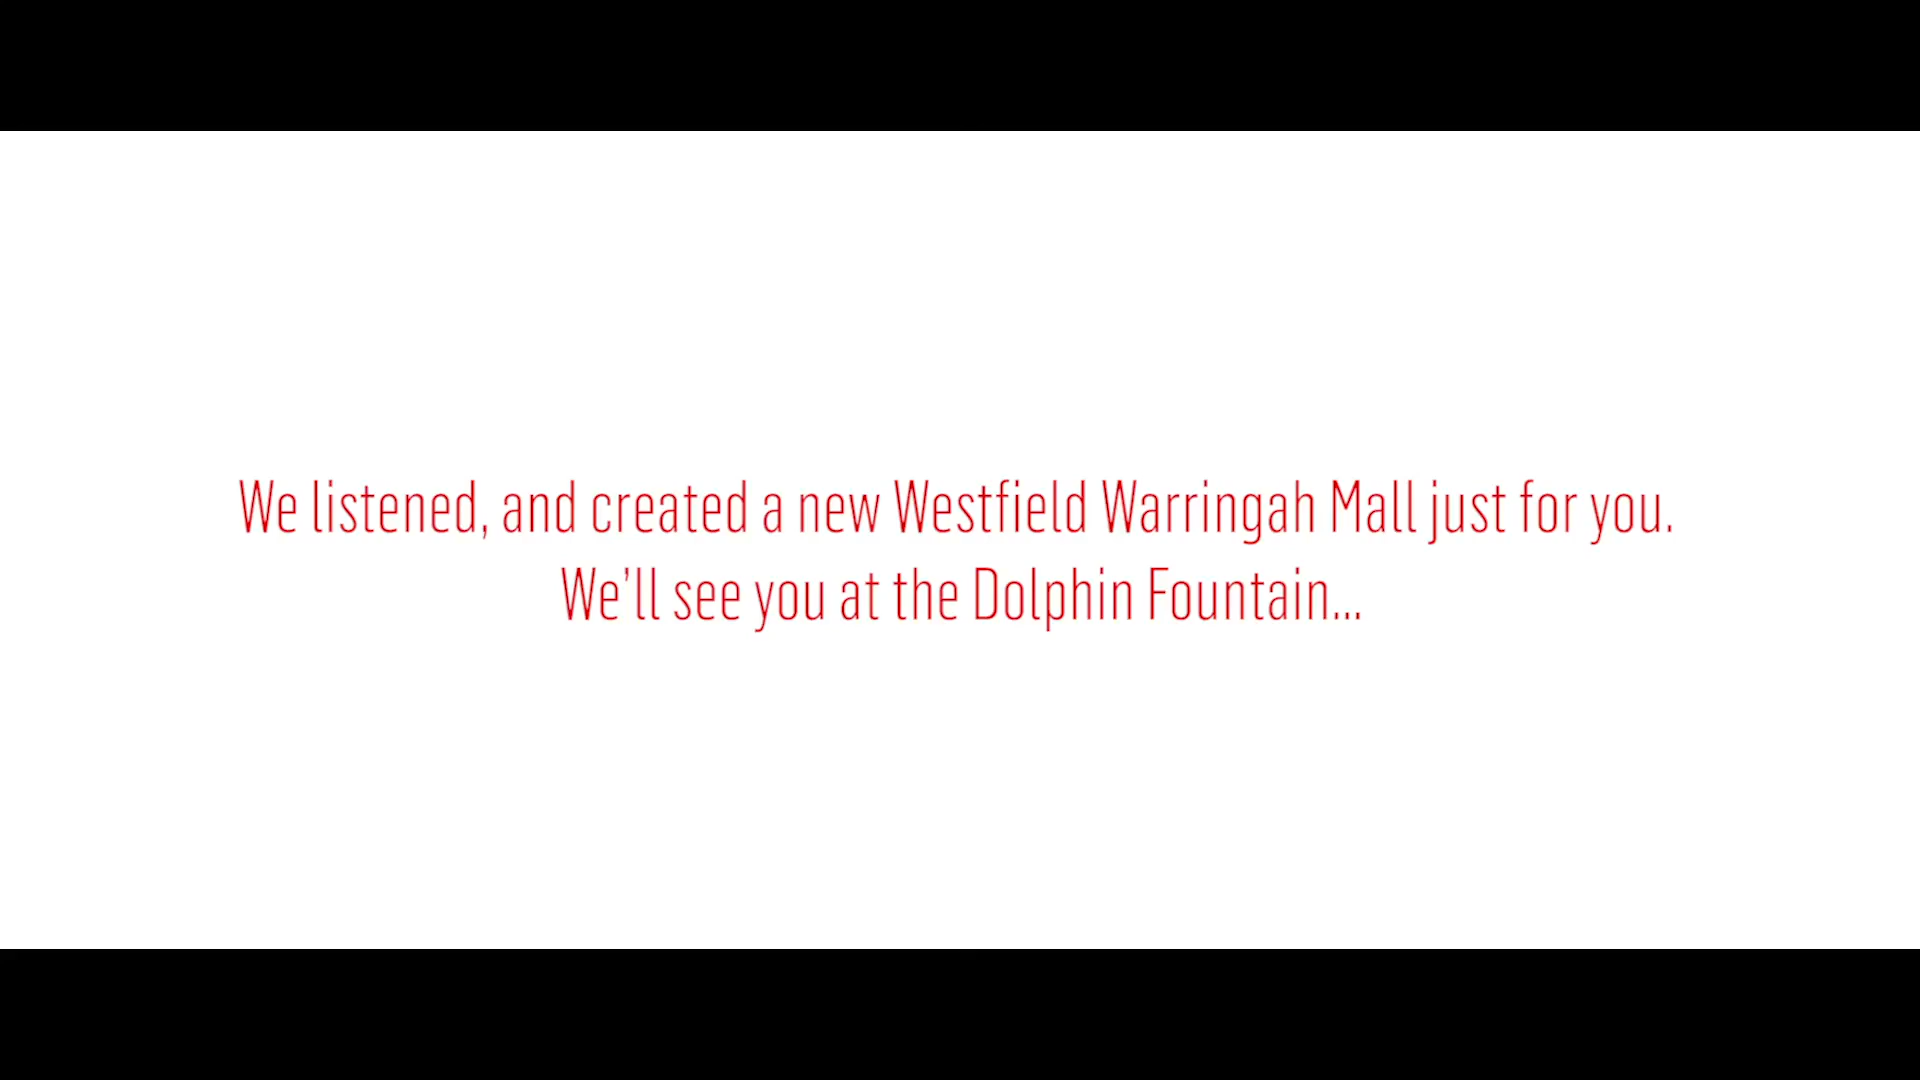 We listened, and created a new Westfield Warringah Mall just for you.
We’ll see you at the Dolphin Fountain...